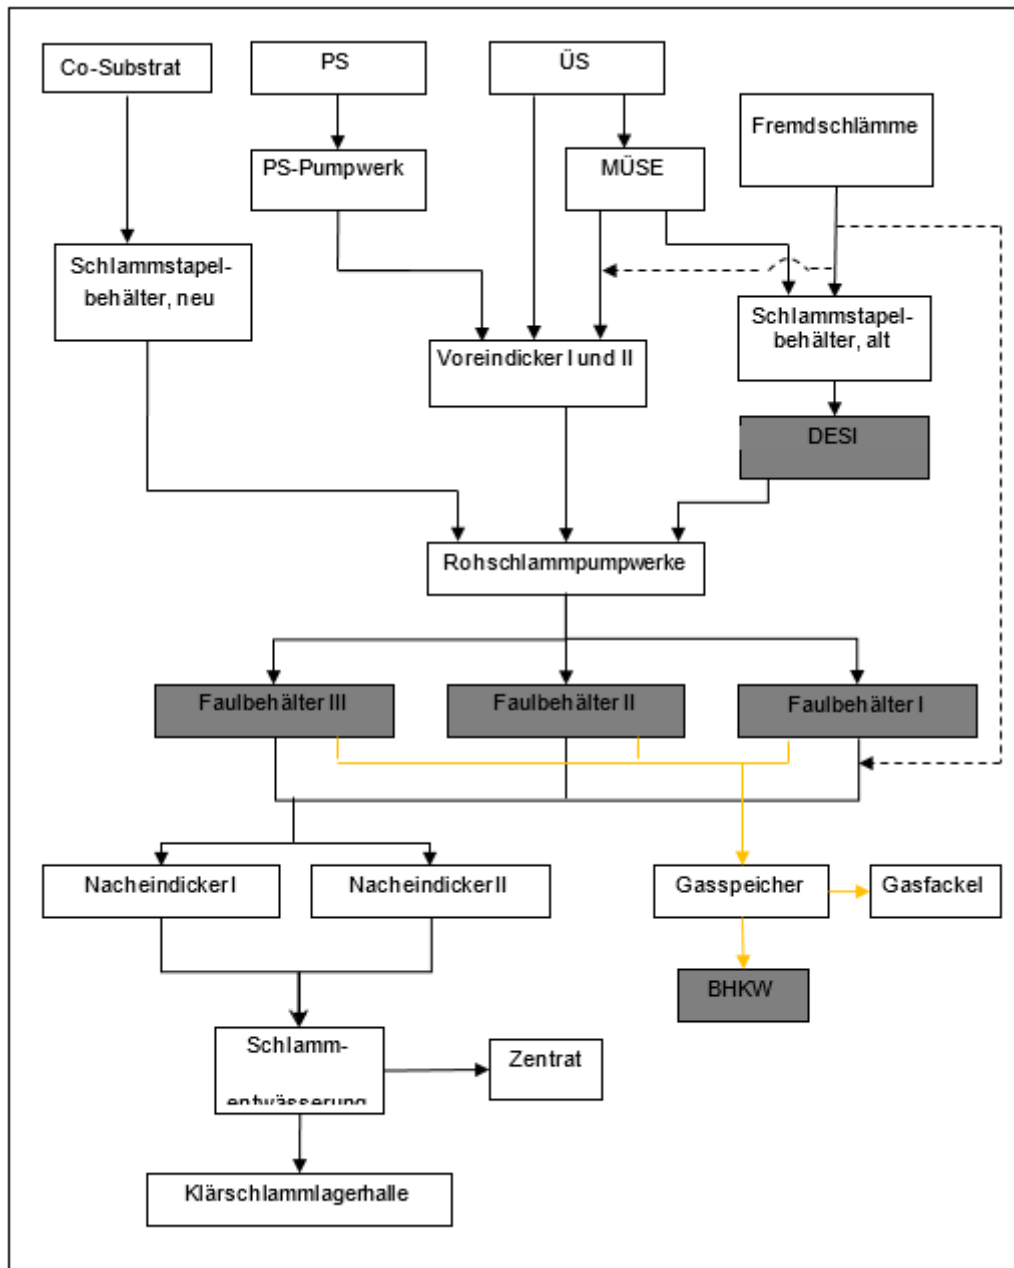 Co-Substrat
PS
ÜS
Fremdschlämme
PS-Pumpwerk
MÜSE
Schlammstapel-
behälter, neu
Schlammstapel-
behälter, alt
Voreindicker I und II
DESI
Rohschlammpumpwerke
Faulbehälter III
Faulbehälter II
Faulbehälter I
Nacheindicker I
Nacheindicker II
Gasspeicher
Gasfackel
BHKW
Schlamm-
entwässerung
Zentrat
Klärschlammlagerhalle